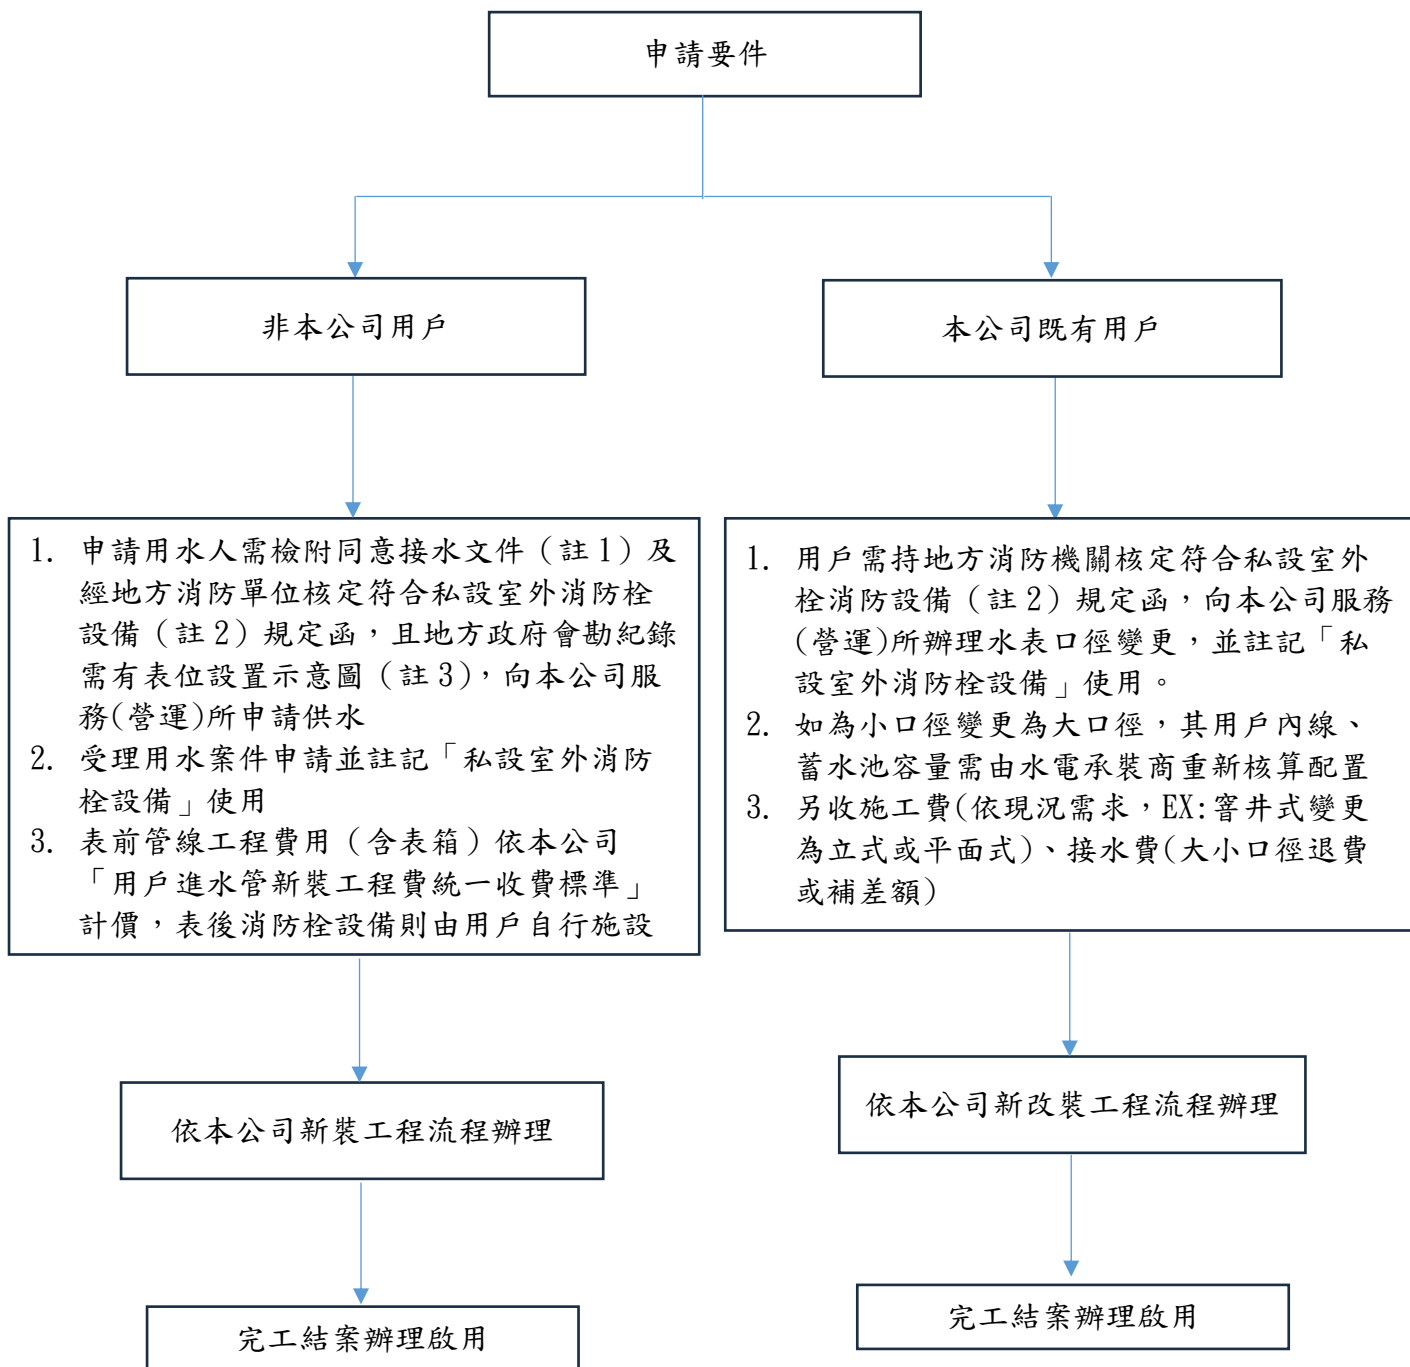 申請要件
非本公司用戶
本公司既有用戶
1. 申請用水人需檢附同意接水文件（註1）及
經地方消防單位核定符合私設室外消防栓
設備（註2）規定函，且地方政府會勘紀錄
需有表位設置示意圖（註3），向本公司服
務(營運)所申請供水
2. 受理用水案件申請並註記「私設室外消防
栓設備」使用
3. 表前管線工程費用（含表箱）依本公司
「用戶進水管新裝工程費統一收費標準」
計價，表後消防栓設備則由用戶自行施設
1. 用戶需持地方消防機關核定符合私設室外
栓消防設備（註2）規定函，向本公司服務
(營運)所辦理水表口徑變更，並註記「私
設室外消防栓設備」使用。
2. 如為小口徑變更為大口徑，其用戶內線、
蓄水池容量需由水電承裝商重新核算配置
3. 另收施工費(依現況需求，EX:窨井式變更
為立式或平面式)、接水費(大小口徑退費
或補差額)
依本公司新裝工程流程辦理
依本公司新改裝工程流程辦理
完工結案辦理啟用
完工結案辦理啟用